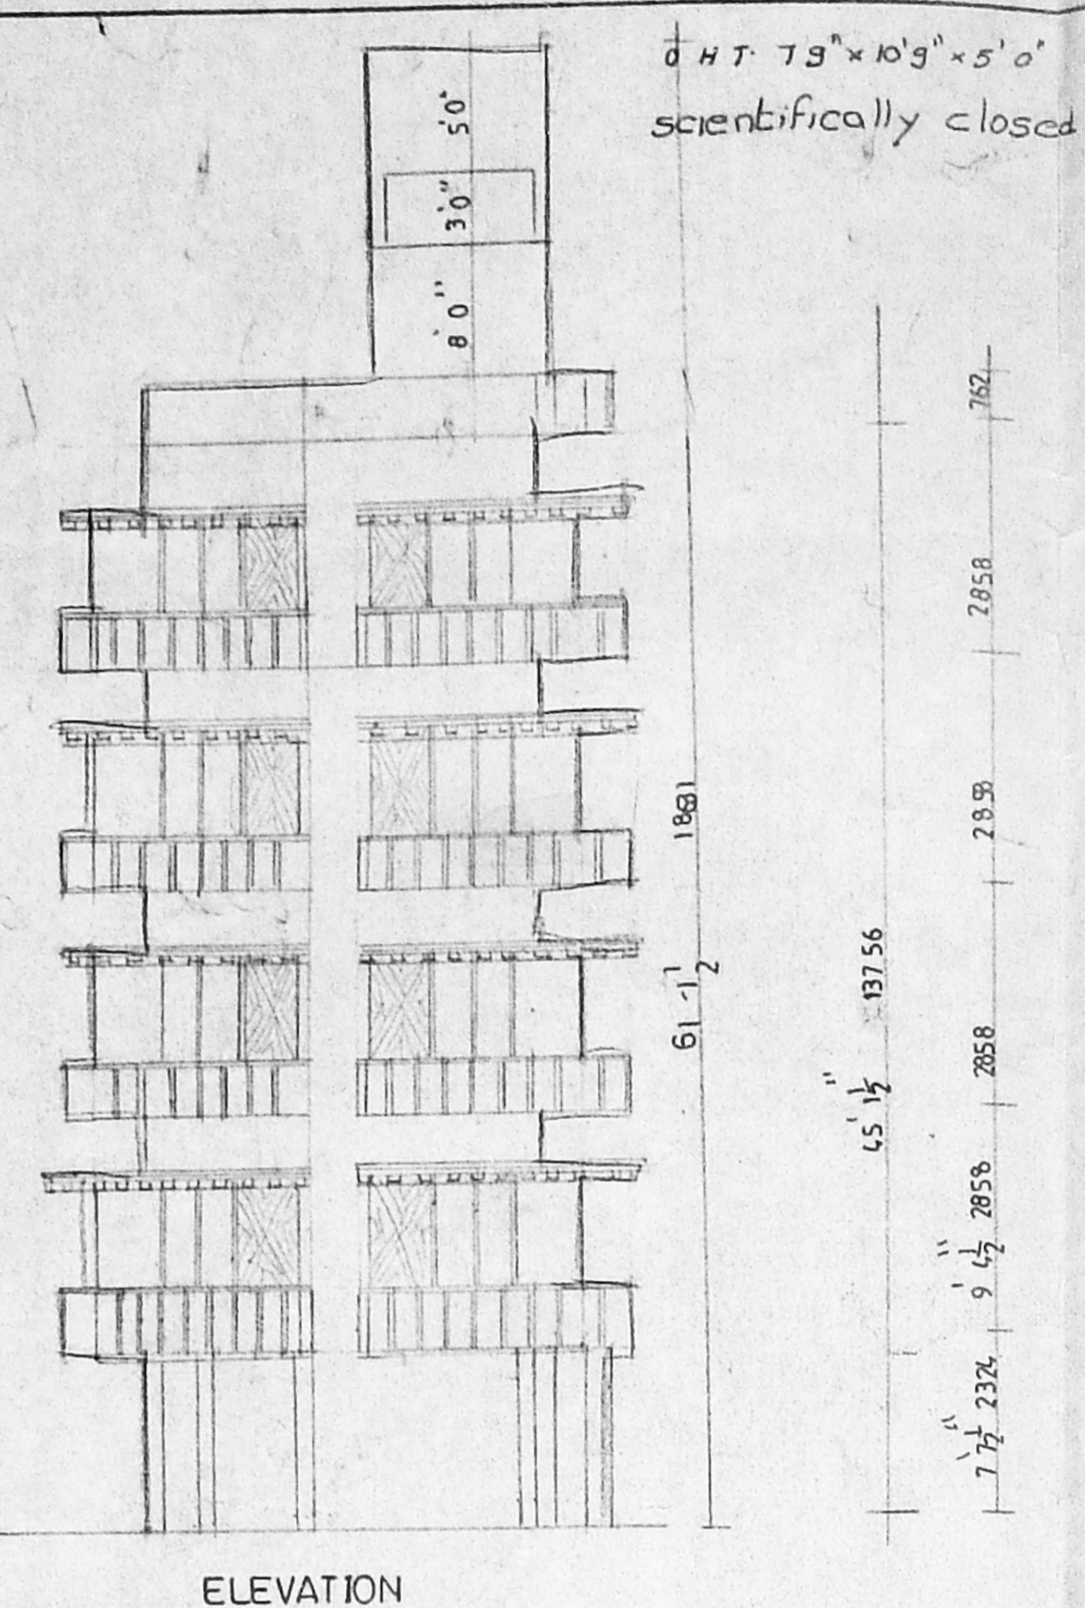 O H T. 7 9" × 10'9" × 5' 0"
scientifically closed
5'0"
3'0"
8'0"
762
2858
2858
18631
61 -1 1/2
137 56
45' 1 1/2"
2858
9' 4 1/2" 2858
7' 7 1/2" 2324
ELEVATION